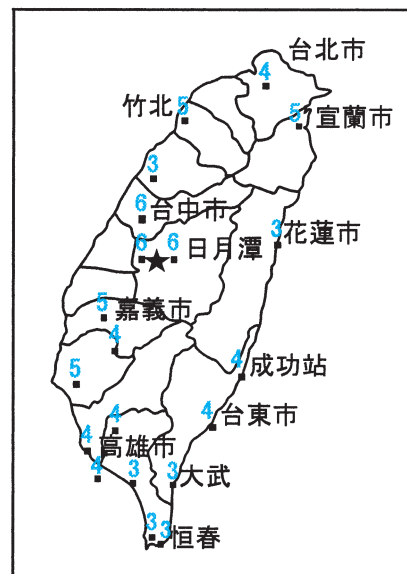 台北市
4
竹北 5
5 宜蘭市
3
6
台中市
3 花蓮市
6 6 日月潭
5 嘉義市
4
4 成功站
5
4 4 台東市
4 高雄市
4 3 3 大武
3 3 恒春